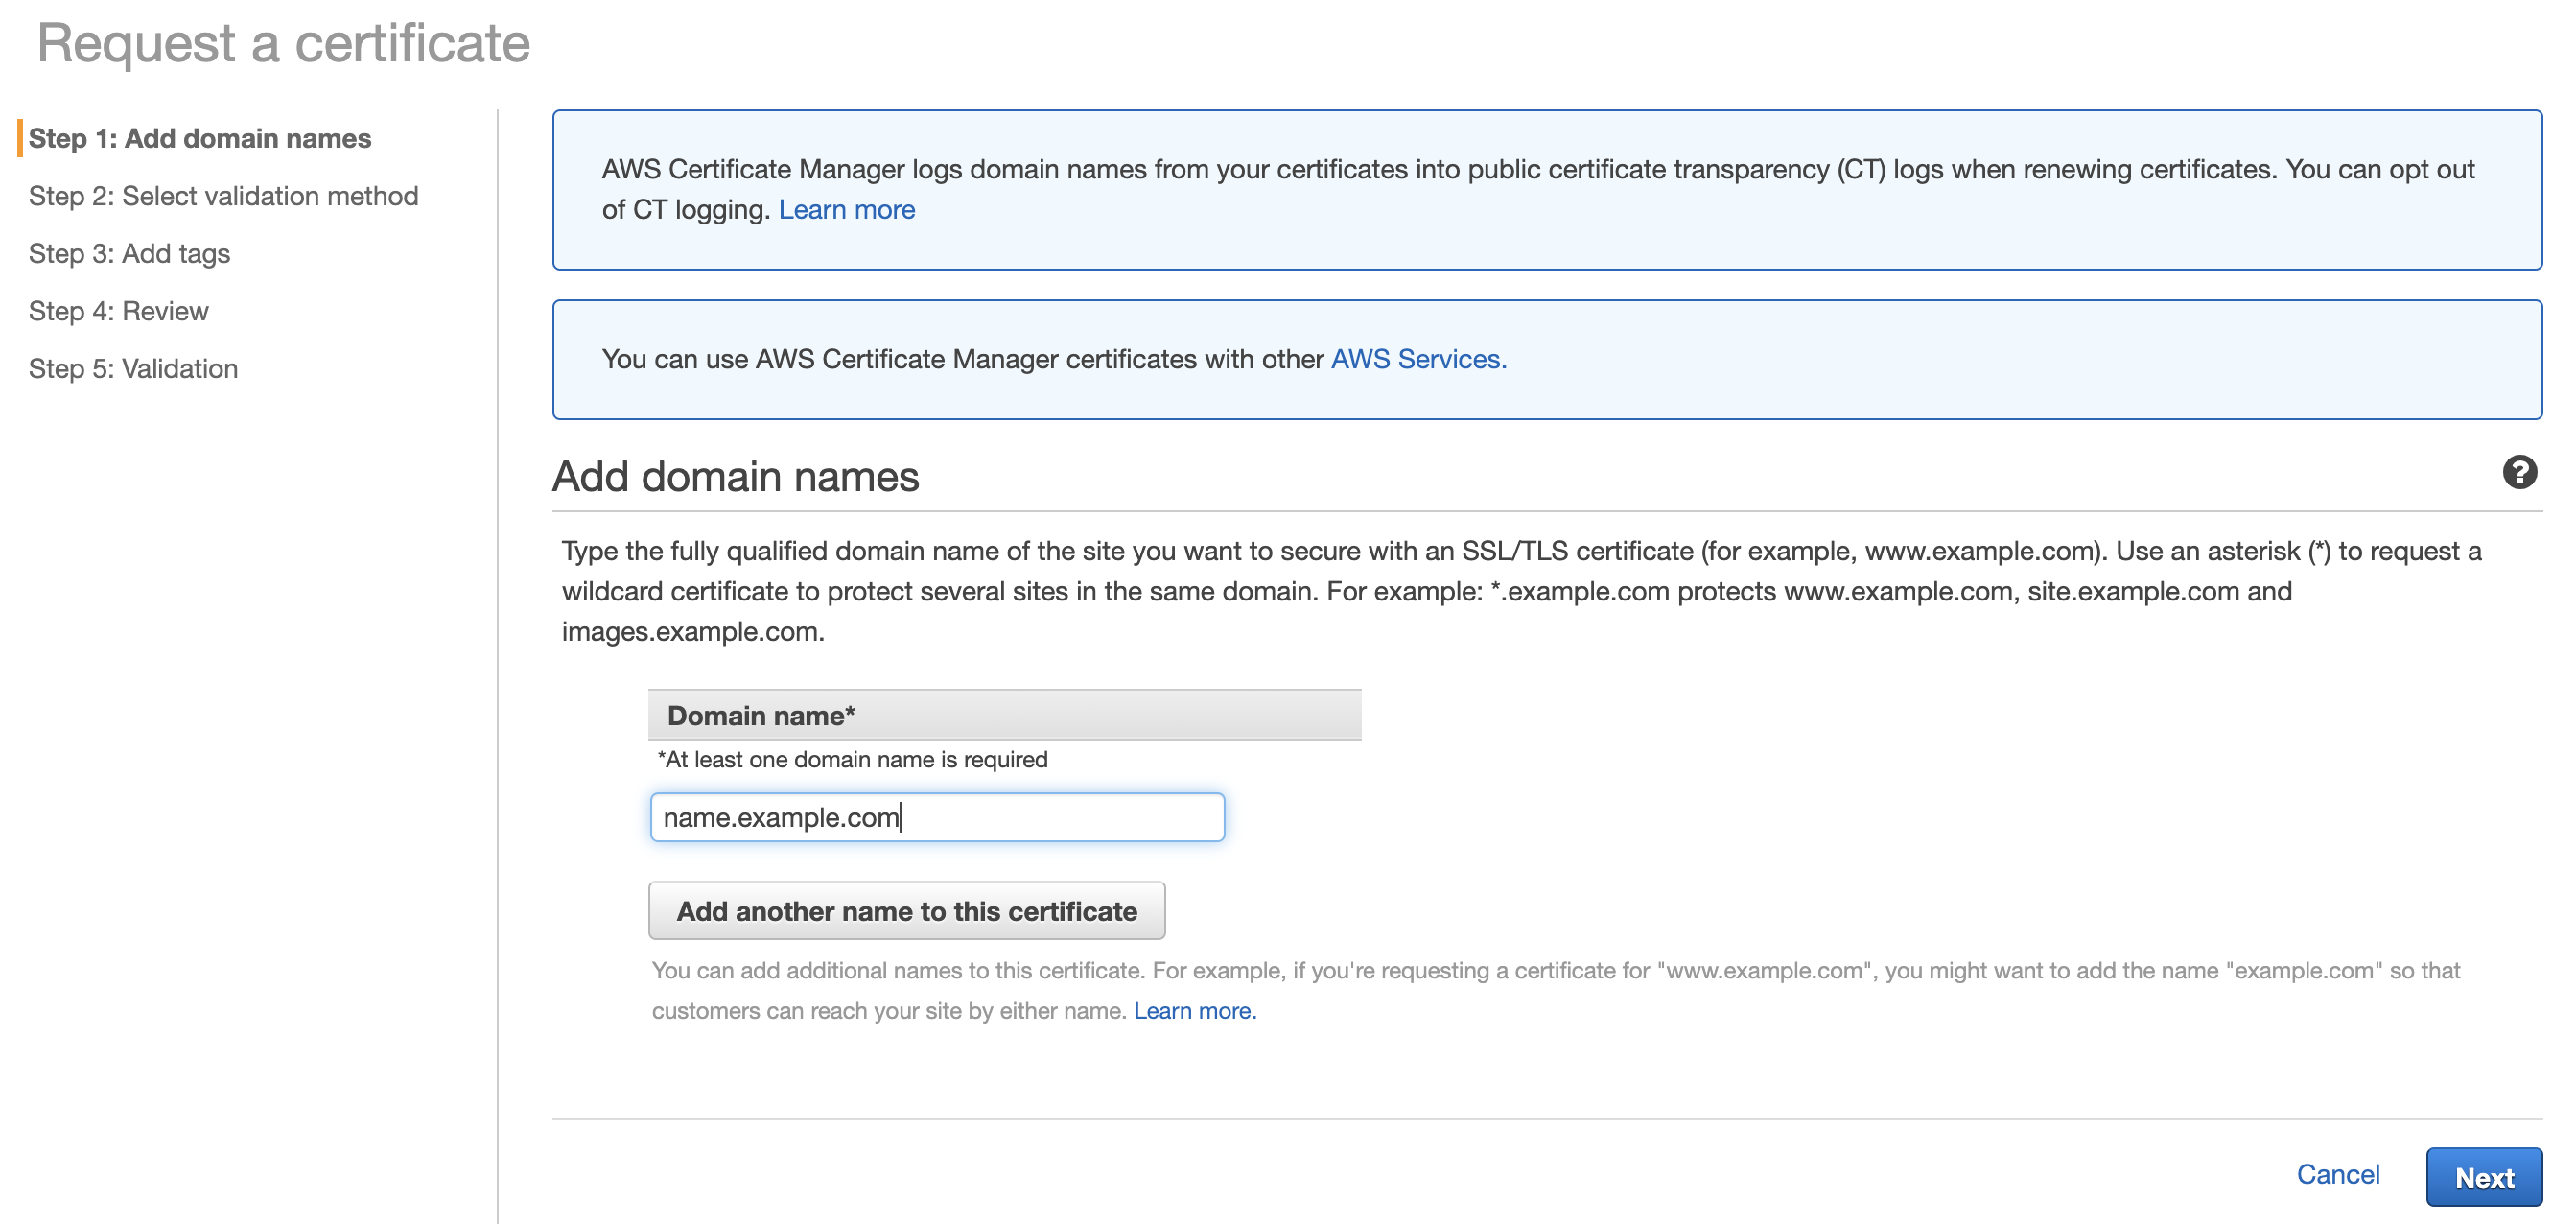 Request a certificate
Step 1: Add domain names
Step 2: Select validation method
Step 3: Add tags
Step 4: Review
Step 5: Validation
AWS Certificate Manager logs domain names from your certificates into public certificate transparency (CT) logs when renewing certificates. You can opt out
of CT logging. Learn more
You can use AWS Certificate Manager certificates with other AWS Services.
Add domain names
?
Type the fully qualified domain name of the site you want to secure with an SSL/TLS certificate (for example, www.example.com). Use an asterisk (*) to request a
wildcard certificate to protect several sites in the same domain. For example: *.example.com protects www.example.com, site.example.com and
images.example.com.
Domain name*
*At least one domain name is required
name.example.com
Add another name to this certificate
You can add additional names to this certificate. For example, if you're requesting a certificate for "www.example.com", you might want to add the name "example.com" so that
customers can reach your site by either name. Learn more.
Cancel
Next